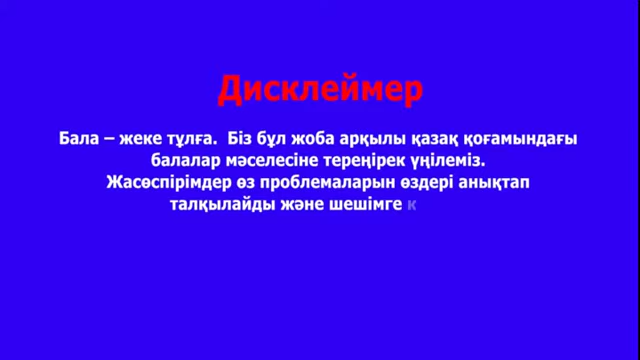 Дисклеймер
Бала – жеке тұлға. Біз бұл жоба арқылы қазақ қоғамындағы
балалар мәселесіне тереңірек үңілеміз.
Жасөспірімдер өз проблемаларын өздері анықтап
талқылайды және шешімге к